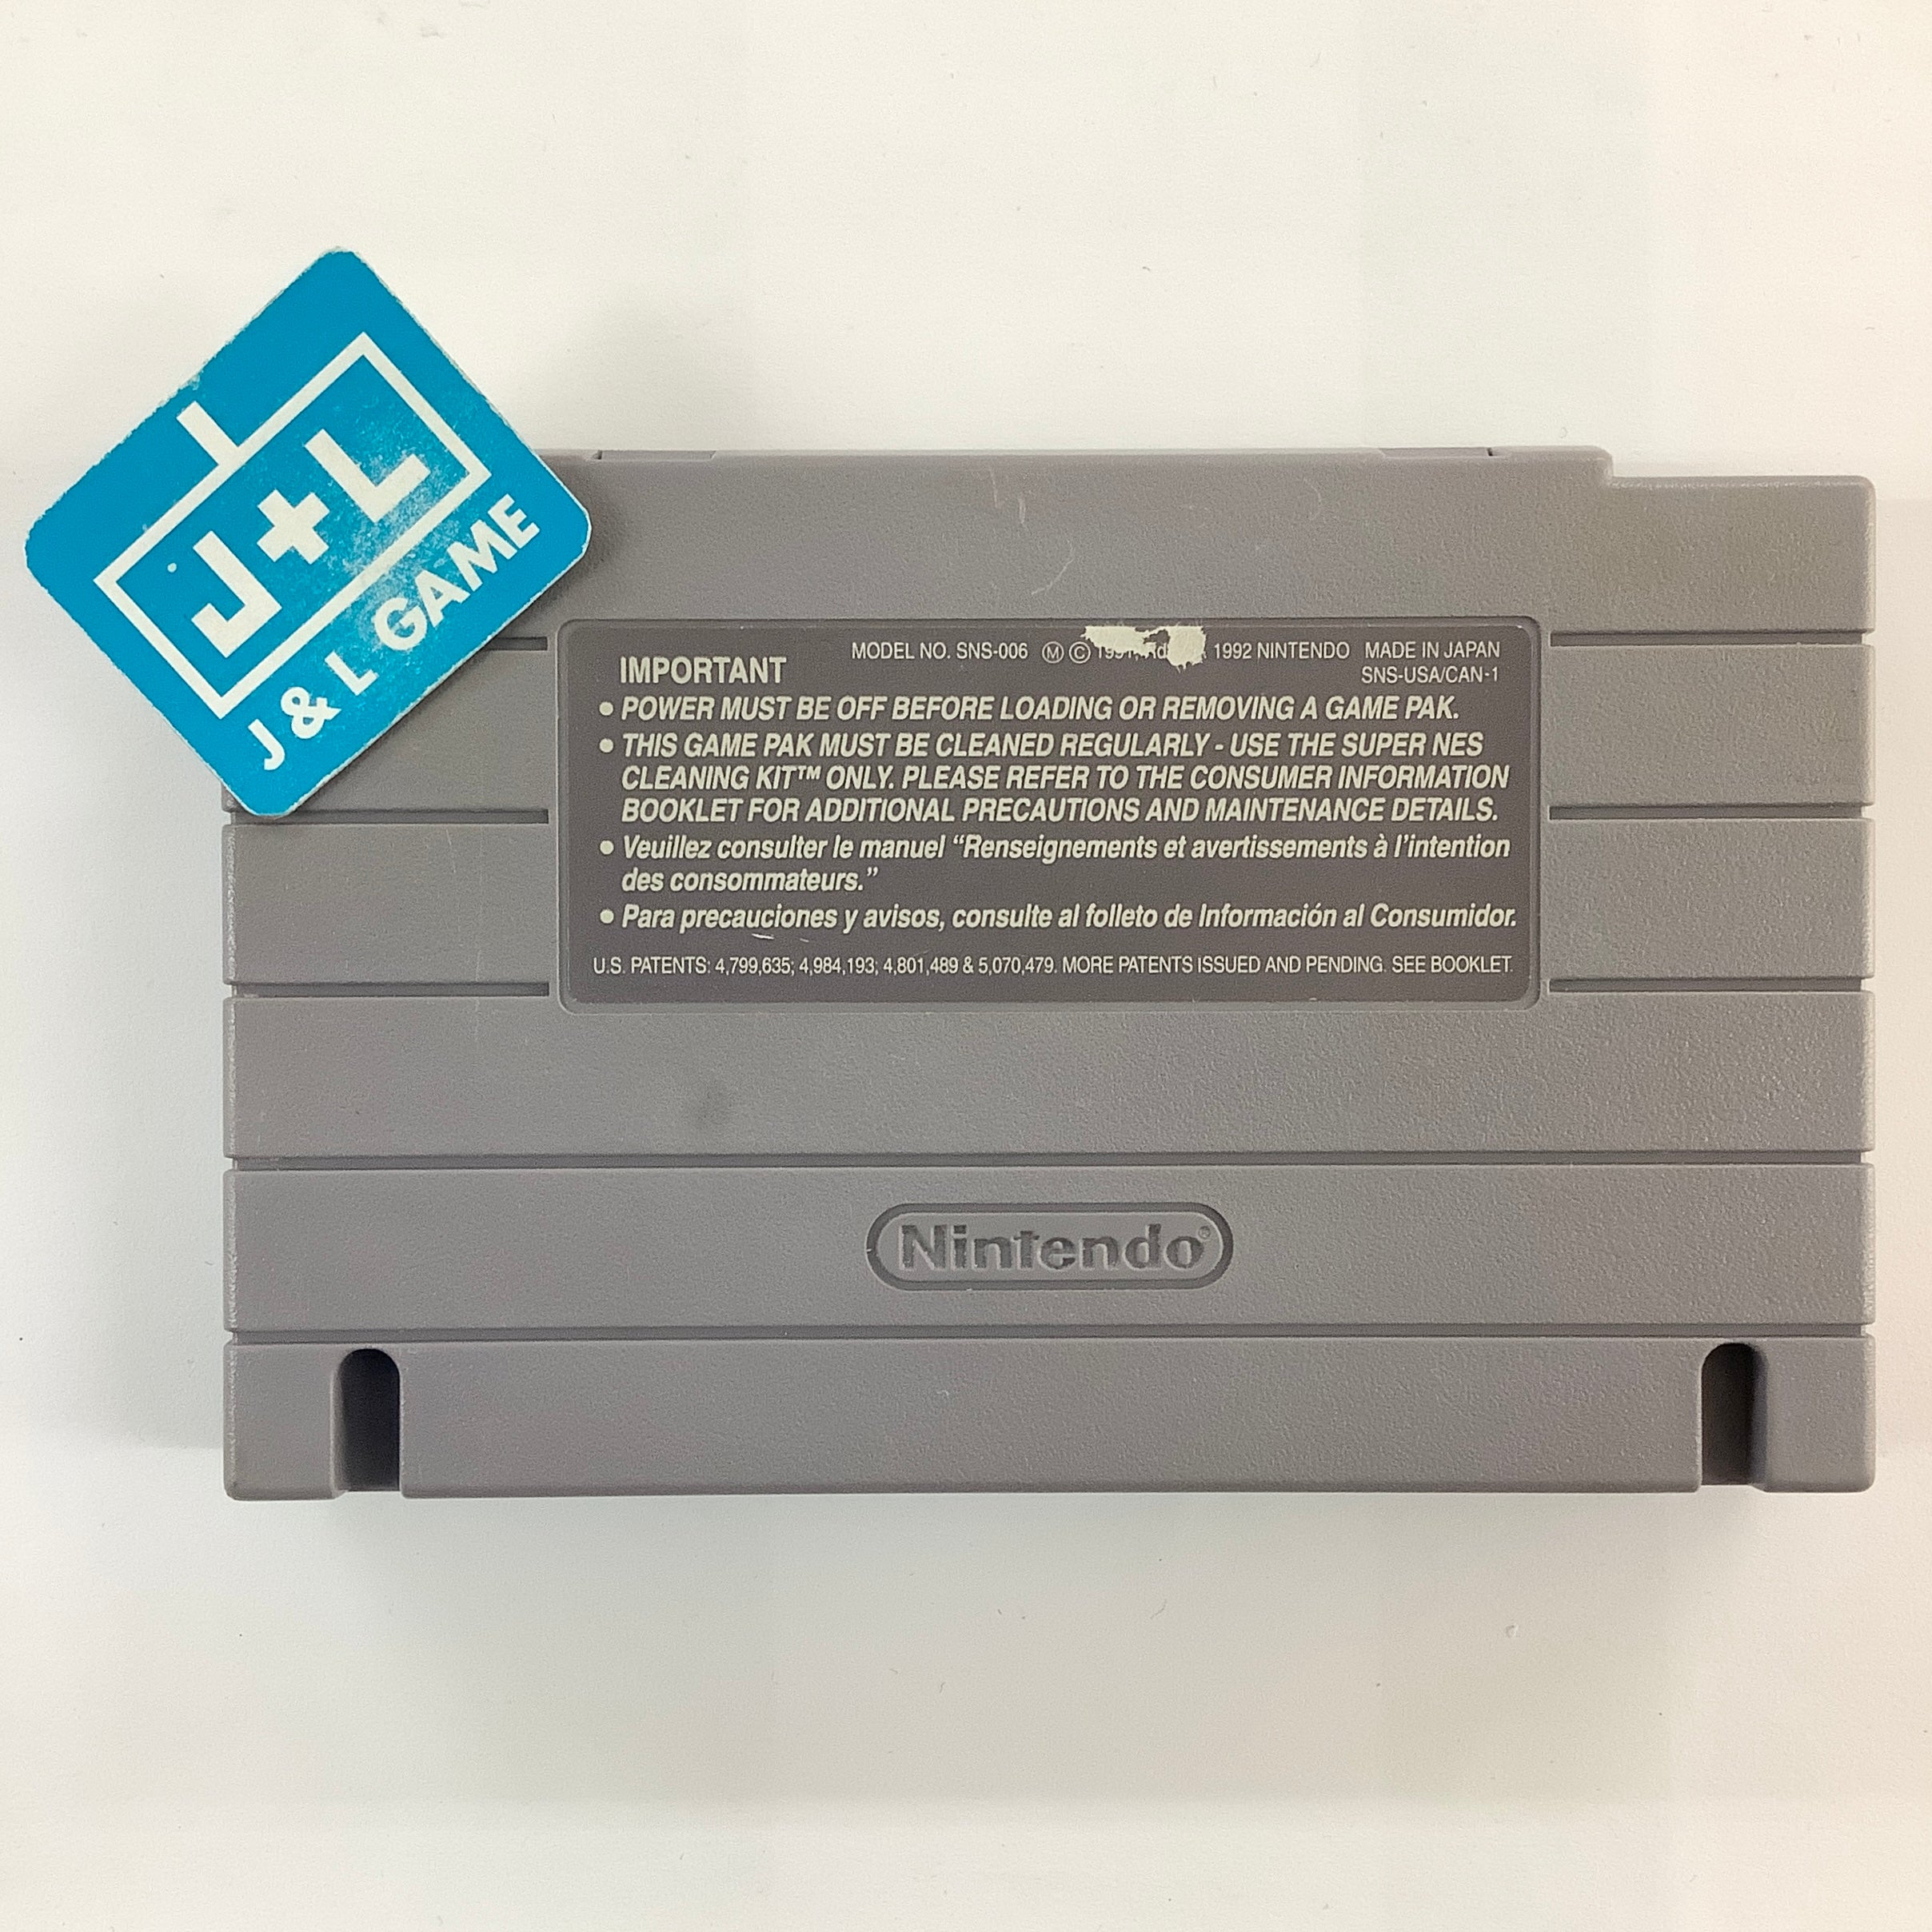 J+L
J & L GAME
MODEL NO. SNS-006 Ⓜ © 1991, 1992 NINTENDO MADE IN JAPAN
SNS-USA/CAN-1
IMPORTANT
• POWER MUST BE OFF BEFORE LOADING OR REMOVING A GAME PAK.
• THIS GAME PAK MUST BE CLEANED REGULARLY - USE THE SUPER NES
CLEANING KIT™ ONLY. PLEASE REFER TO THE CONSUMER INFORMATION
BOOKLET FOR ADDITIONAL PRECAUTIONS AND MAINTENANCE DETAILS.
• Veuillez consulter le manuel “Renseignements et avertissements à l’intention
des consommateurs.”
• Para precauciones y avisos, consulte al folleto de Información al Consumidor.
U.S. PATENTS: 4,799,635; 4,984,193; 4,801,489 & 5,070,479. MORE PATENTS ISSUED AND PENDING. SEE BOOKLET.
Nintendo®